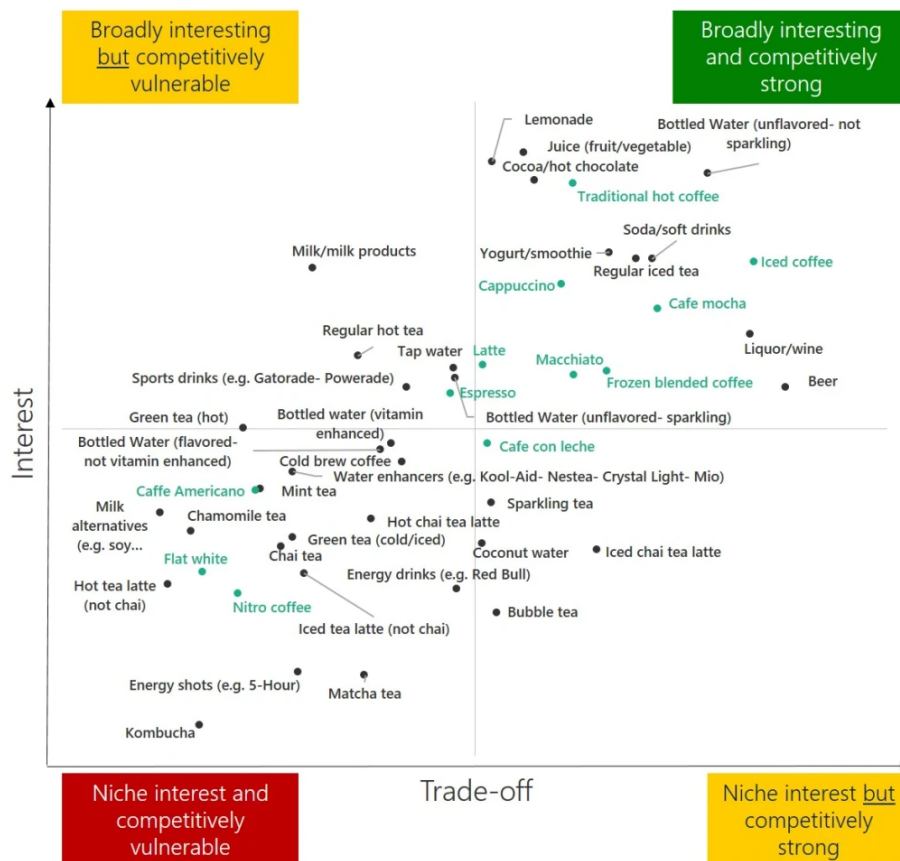 Broadly interesting
but competitively
vulnerable
Broadly interesting
and competitively
strong
Lemonade
Bottled Water (unflavored- not
sparkling)
Juice (fruit/vegetable)
Cocoa/hot chocolate
Traditional hot coffee
Soda/soft drinks
Milk/milk products
Yogurt/smoothie
Iced coffee
Regular iced tea
Cappuccino
Cafe mocha
Regular hot tea
Liquor/wine
Tap water
Latte
Macchiato
Sports drinks (e.g. Gatorade- Powerade)
Frozen blended coffee
Beer
Espresso
Green tea (hot)
Bottled water (vitamin
enhanced)
Bottled Water (unflavored- sparkling)
Bottled Water (flavored-
not vitamin enhanced)
Cafe con leche
Cold brew coffee
Water enhancers (e.g. Kool-Aid- Nestea- Crystal Light- Mio)
Caffe Americano
Mint tea
Sparkling tea
Milk
alternatives
(e.g. soy...
Chamomile tea
Hot chai tea latte
Green tea (cold/iced)
Chai tea
Coconut water
Iced chai tea latte
Flat white
Energy drinks (e.g. Red Bull)
Hot tea latte
(not chai)
Nitro coffee
Bubble tea
Iced tea latte (not chai)
Energy shots (e.g. 5-Hour)
Matcha tea
Kombucha
Interest
Trade-off
Niche interest and
competitively
vulnerable
Niche interest but
competitively
strong